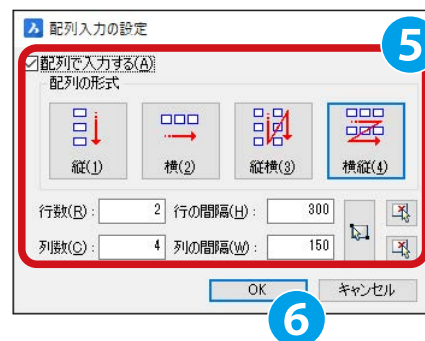 配列入力の設定
5
配列で入力する(A)
配列の形式
縦(1) 横(2) 縦横(3) 横縦(4)
行数(R): 2 行の間隔(H): 300
列数(C): 4 列の間隔(W): 150
OK キャンセル
6